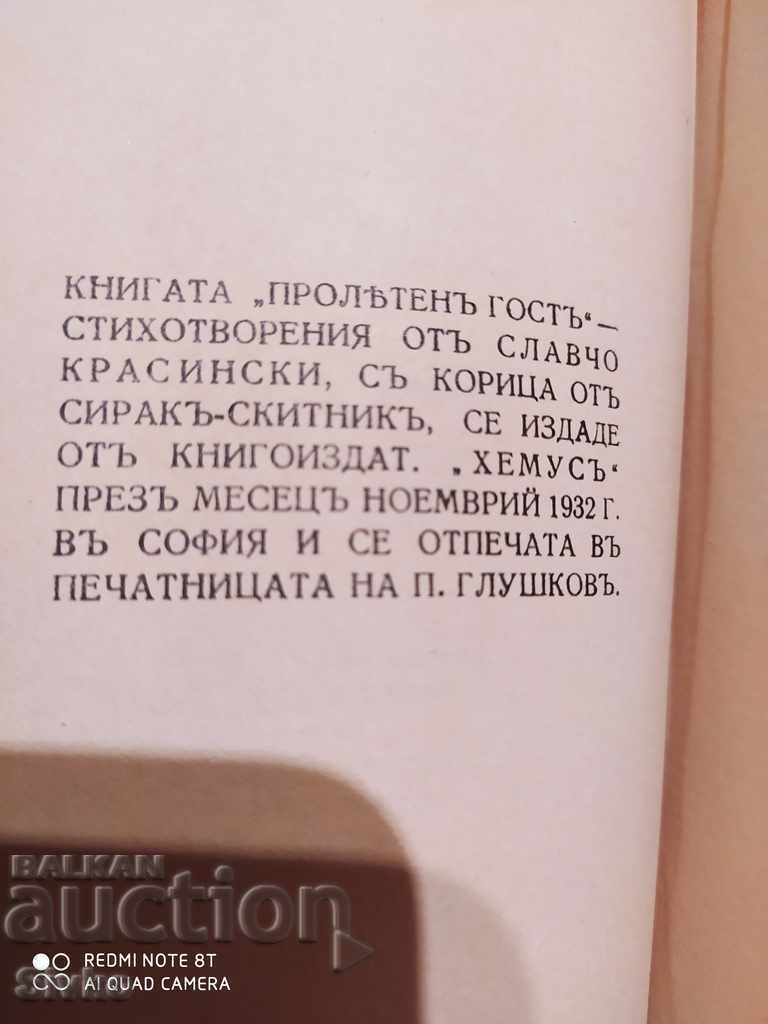 КНИГАТА „ПРОЛѢТЕНЪ ГОСТЪ“ —
СТИХОТВОРЕНИЯ ОТЪ СЛАВЧО
КРАСИНСКИ, СЪ КОРИЦА ОТЪ
СИРАКЪ-СКИТНИКЪ, СЕ ИЗДАДЕ
ОТЪ КНИГОИЗДАТ. „ХЕМУСЪ“
ПРЕЗЪ МЕСЕЦЪ НОЕМВРИЙ 1932 Г.
ВЪ СОФИЯ И СЕ ОТПЕЧАТА ВЪ
ПЕЧАТНИЦАТА НА П. ГЛУШКОВЪ.
BALKAN
auction
REDMI NOTE 8T
AI QUAD CAMERA